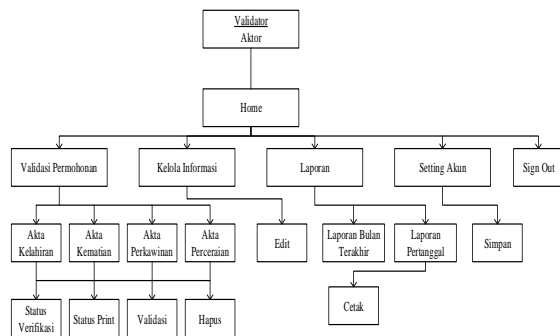 Validator
Aktor
Home
Validasi Permohonan
Kelola Informasi
Laporan
Setting Akun
Sign Out
Akta
Kelahiran
Akta
Kematian
Akta
Perkawinan
Akta
Perceraian
Edit
Laporan Bulan
Terakhir
Laporan
Pertanggal
Simpan
Status
Verifikasi
Status Print
Validasi
Hapus
Cetak